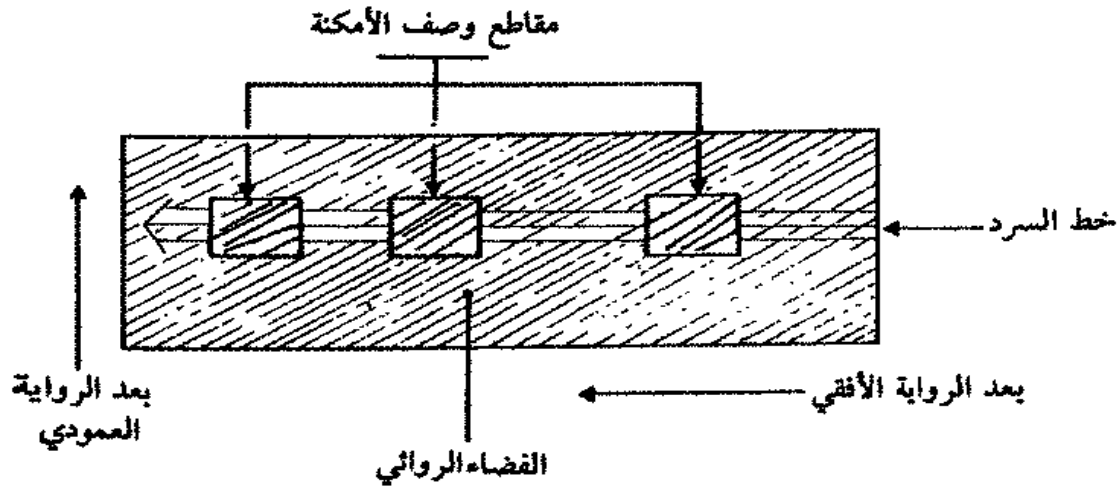 مقاطع وصف الأمكنة
خط السرد
بعد الرواية الأفقي
بعد الرواية
العمودي
الفضاء الروائي